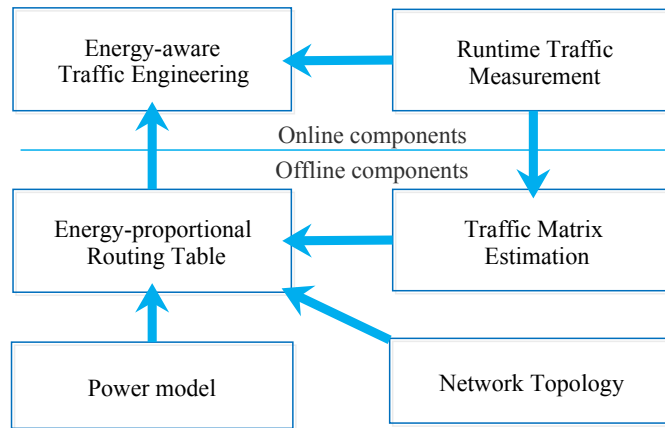 Energy-aware
Traffic Engineering
Runtime Traffic
Measurement
Online components
Offline components
Energy-proportional
Routing Table
Traffic Matrix
Estimation
Power model
Network Topology